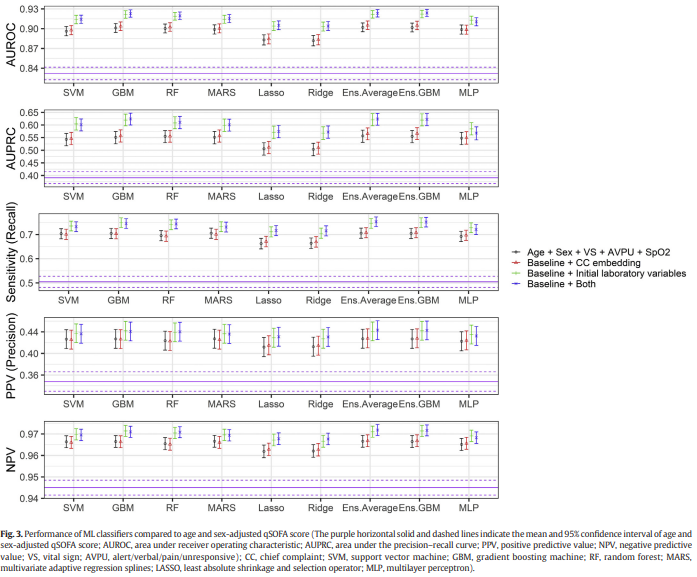 AUROC
0.93
0.90
0.87
0.84
SVM GBM RF MARS Lasso Ridge Ens.Average Ens.GBM MLP
AUPRC
0.65
0.60
0.55
0.50
0.45
0.40
SVM GBM RF MARS Lasso Ridge Ens.Average Ens.GBM MLP
Sensitivity (Recall)
0.7
0.6
0.5
SVM GBM RF MARS Lasso Ridge Ens.Average Ens.GBM MLP
Age + Sex + VS + AVPU + SpO2
Baseline + CC embedding
Baseline + Initial laboratory variables
Baseline + Both
PPV (Precision)
0.44
0.40
0.36
SVM GBM RF MARS Lasso Ridge Ens.Average Ens.GBM MLP
NPV
0.97
0.96
0.95
0.94
SVM GBM RF MARS Lasso Ridge Ens.Average Ens.GBM MLP
Fig. 3. Performance of ML classifiers compared to age and sex-adjusted qSOFA score (The purple horizontal solid and dashed lines indicate the mean and 95% confidence interval of age and
sex-adjusted qSOFA score; AUROC, area under receiver operating characteristic; AUPRC, area under the precision–recall curve; PPV, positive predictive value; NPV, negative predictive
value; VS, vital sign; AVPU, alert/verbal/pain/unresponsive); CC, chief complaint; SVM, support vector machine; GBM, gradient boosting machine; RF, random forest; MARS,
multivariate adaptive regression splines; LASSO, least absolute shrinkage and selection operator; MLP, multilayer perceptron).